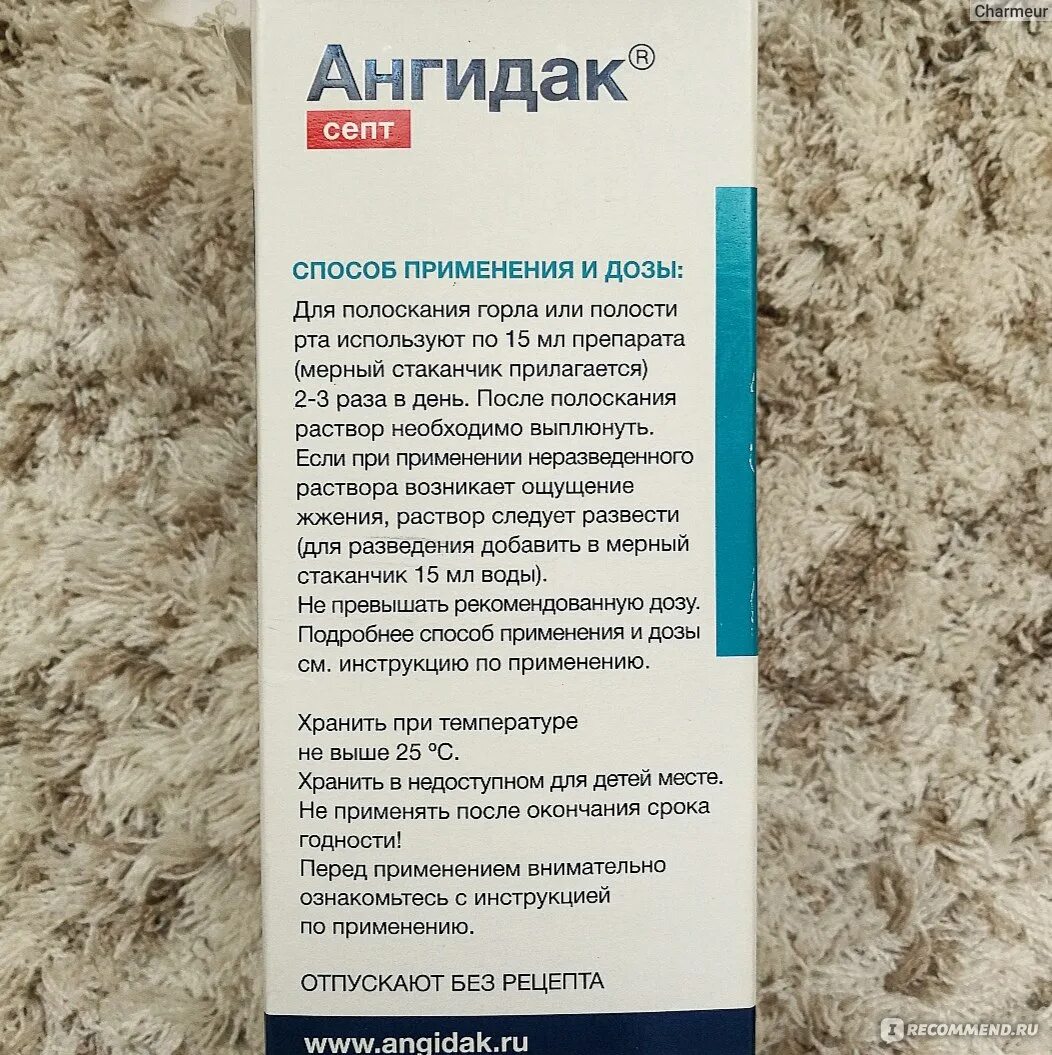 Charmeur
Ангидак®
септ
СПОСОБ ПРИМЕНЕНИЯ И ДОЗЫ:
Для полоскания горла или полости
рта используют по 15 мл препарата
(мерный стаканчик прилагается)
2-3 раза в день. После полоскания
раствор необходимо выплюнуть.
Если при применении неразведенного
раствора возникает ощущение
жжения, раствор следует развести
(для разведения добавить в мерный
стаканчик 15 мл воды).
Не превышать рекомендованную дозу.
Подробнее способ применения и дозы
см. инструкцию по применению.
Хранить при температуре
не выше 25 ºС.
Хранить в недоступном для детей месте.
Не применять после окончания срока
годности!
Перед применением внимательно
ознакомьтесь с инструкцией
по применению.
ОТПУСКАЮТ БЕЗ РЕЦЕПТА
www.angidak.ru
IRECOMMEND.RU